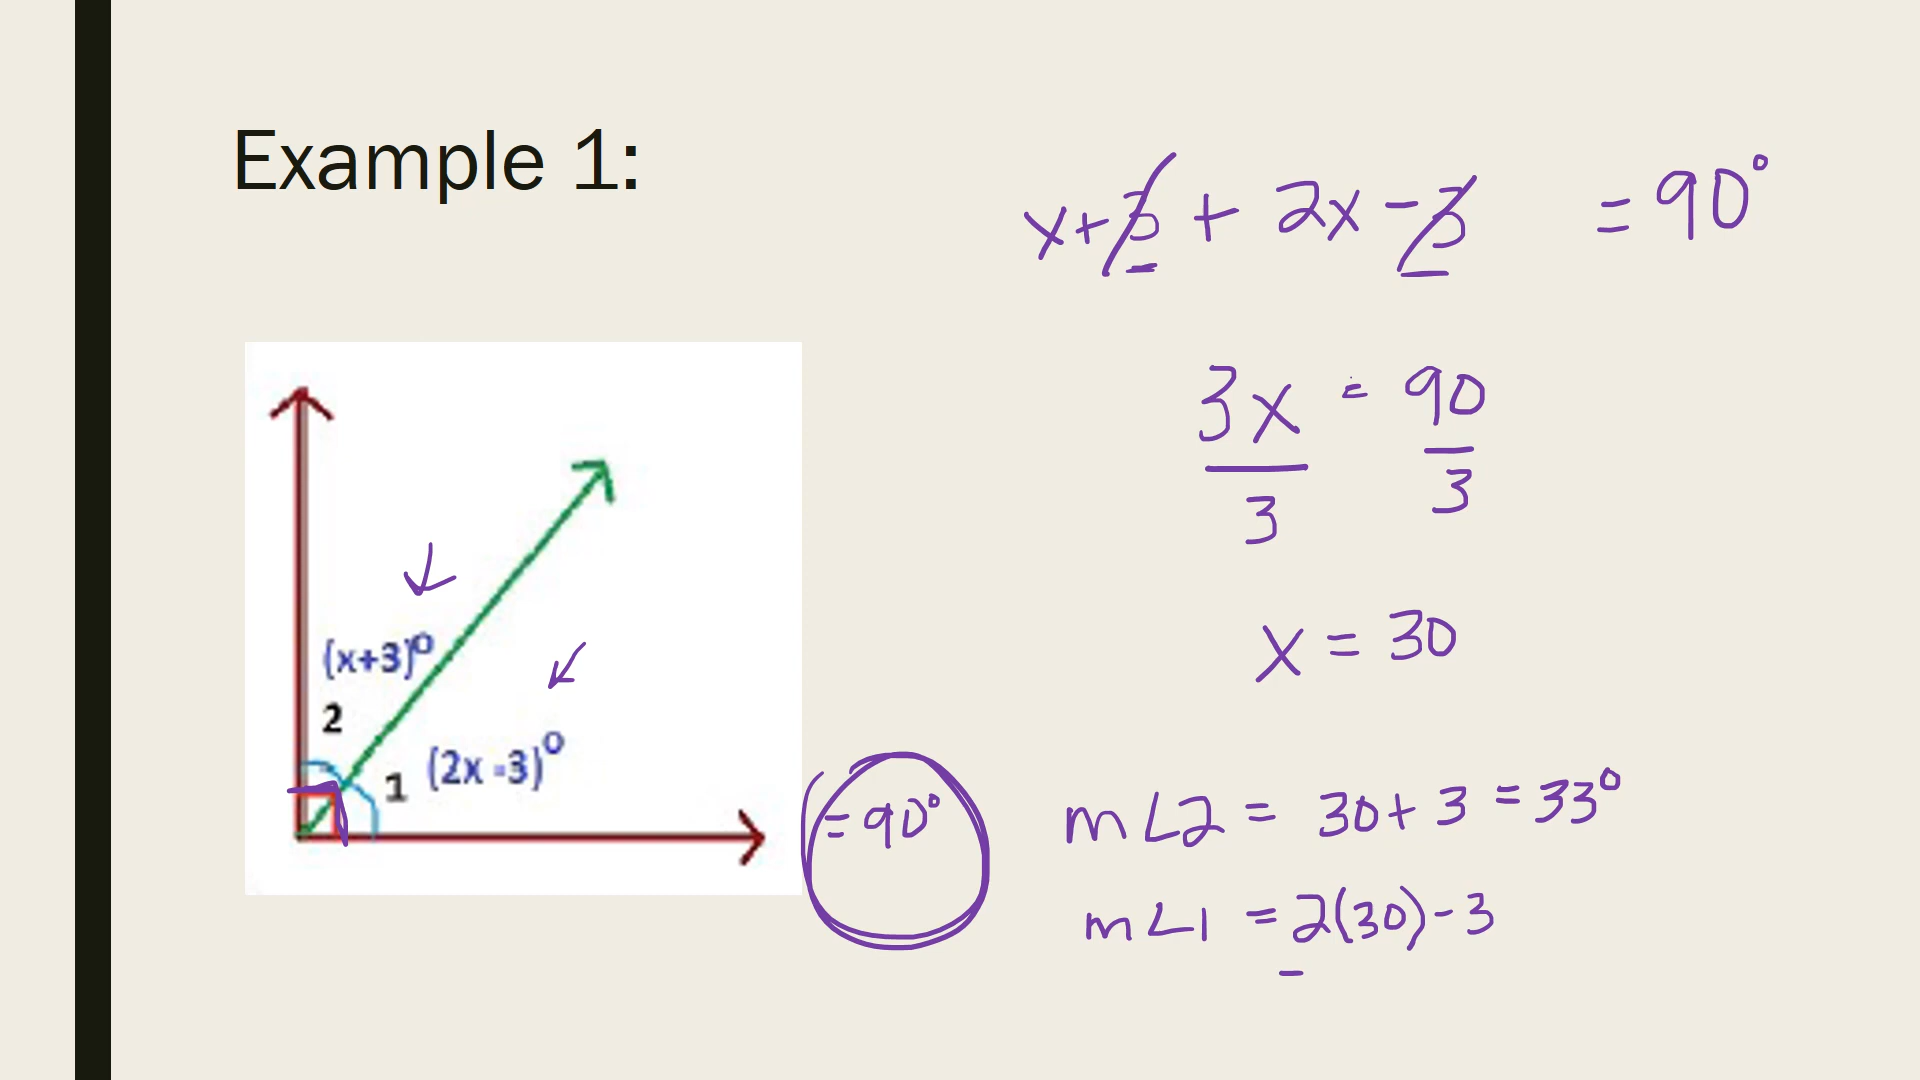 Example 1:
x+3 + 2x -3 = 90°
3x = 90
3 3
x = 30
(x+3)°
2
1 (2x -3)°
= 90°
m∠2 = 30+3 = 33°
m∠1 = 2(30)-3